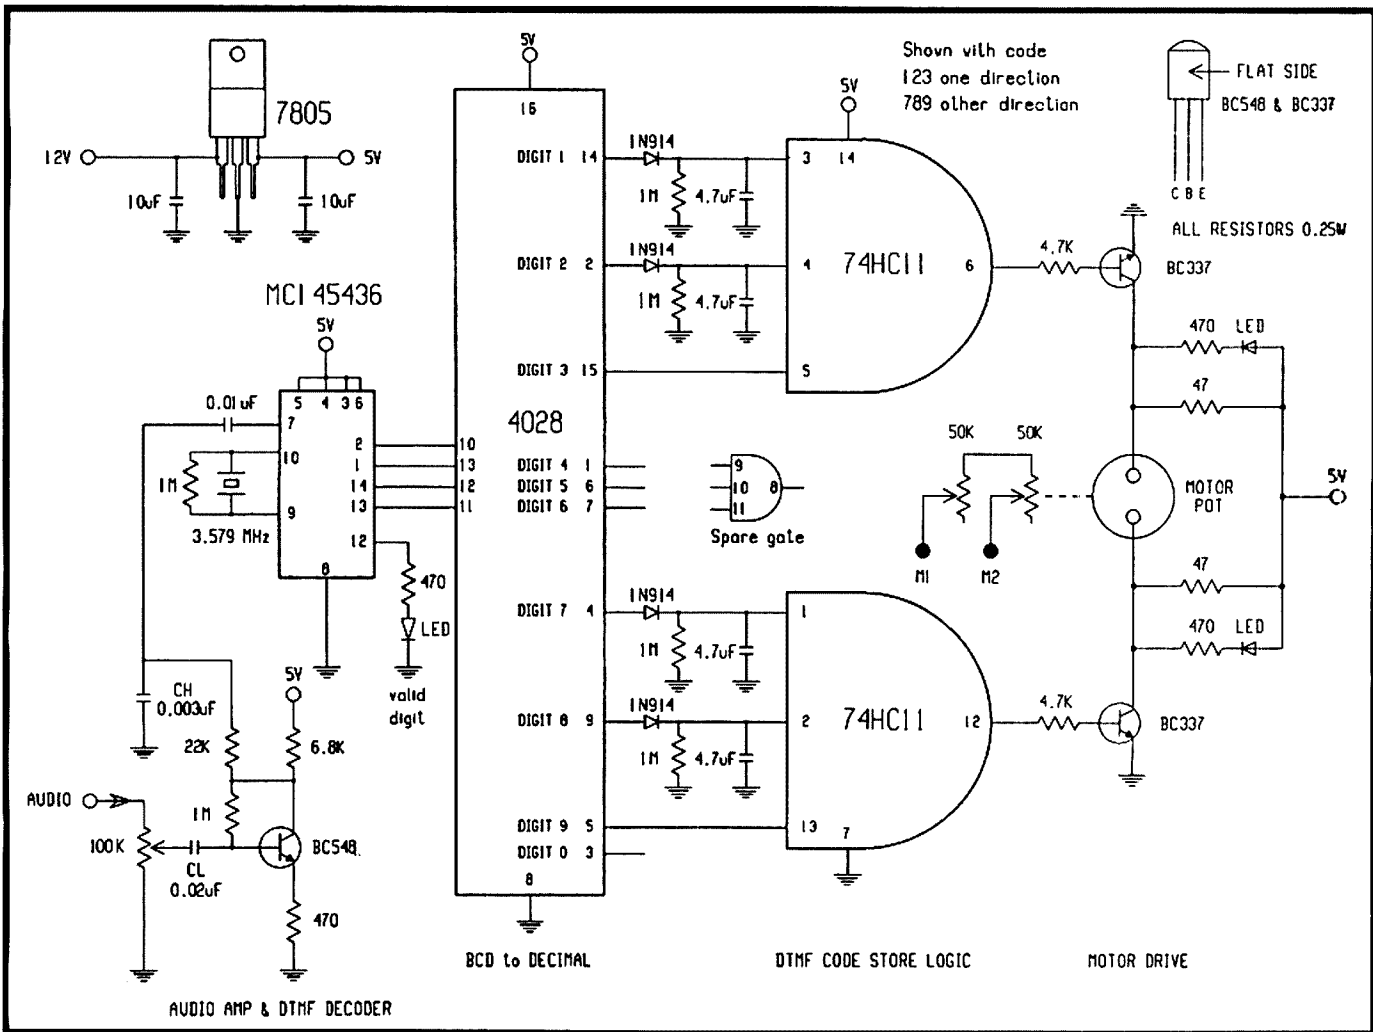 7805
12V
5V
10uF
10uF
5V
16
Shown with code
123 one direction
789 other direction
FLAT SIDE
BC548 & BC337
C B E
ALL RESISTORS 0.25W
MC145436
5V
5 4 3 6
0.01uF
7
10
1M
9
3.579 MHz
2
1
14
13
12
8
470
LED
valid
digit
10
13
12
11
4028
DIGIT 1 14
DIGIT 2 2
DIGIT 3 15
DIGIT 4 1
DIGIT 5 6
DIGIT 6 7
DIGIT 7 4
DIGIT 8 9
DIGIT 9 5
DIGIT 0 3
8
1N914
1M
4.7uF
1N914
1M
4.7uF
5V
3
14
4
74HC11
6
5
4.7K
BC337
470 LED
47
9
10
8
11
Spare gate
50K
50K
M1
M2
MOTOR
POT
5V
47
470 LED
1N914
1M
4.7uF
1N914
1M
4.7uF
1
2
74HC11
12
13
7
4.7K
BC337
CH
0.003uF
5V
22K
6.8K
AUDIO
1M
100K
CL
0.02uF
BC548
470
BCD to DECIMAL
DTMF CODE STORE LOGIC
MOTOR DRIVE
AUDIO AMP & DTMF DECODER